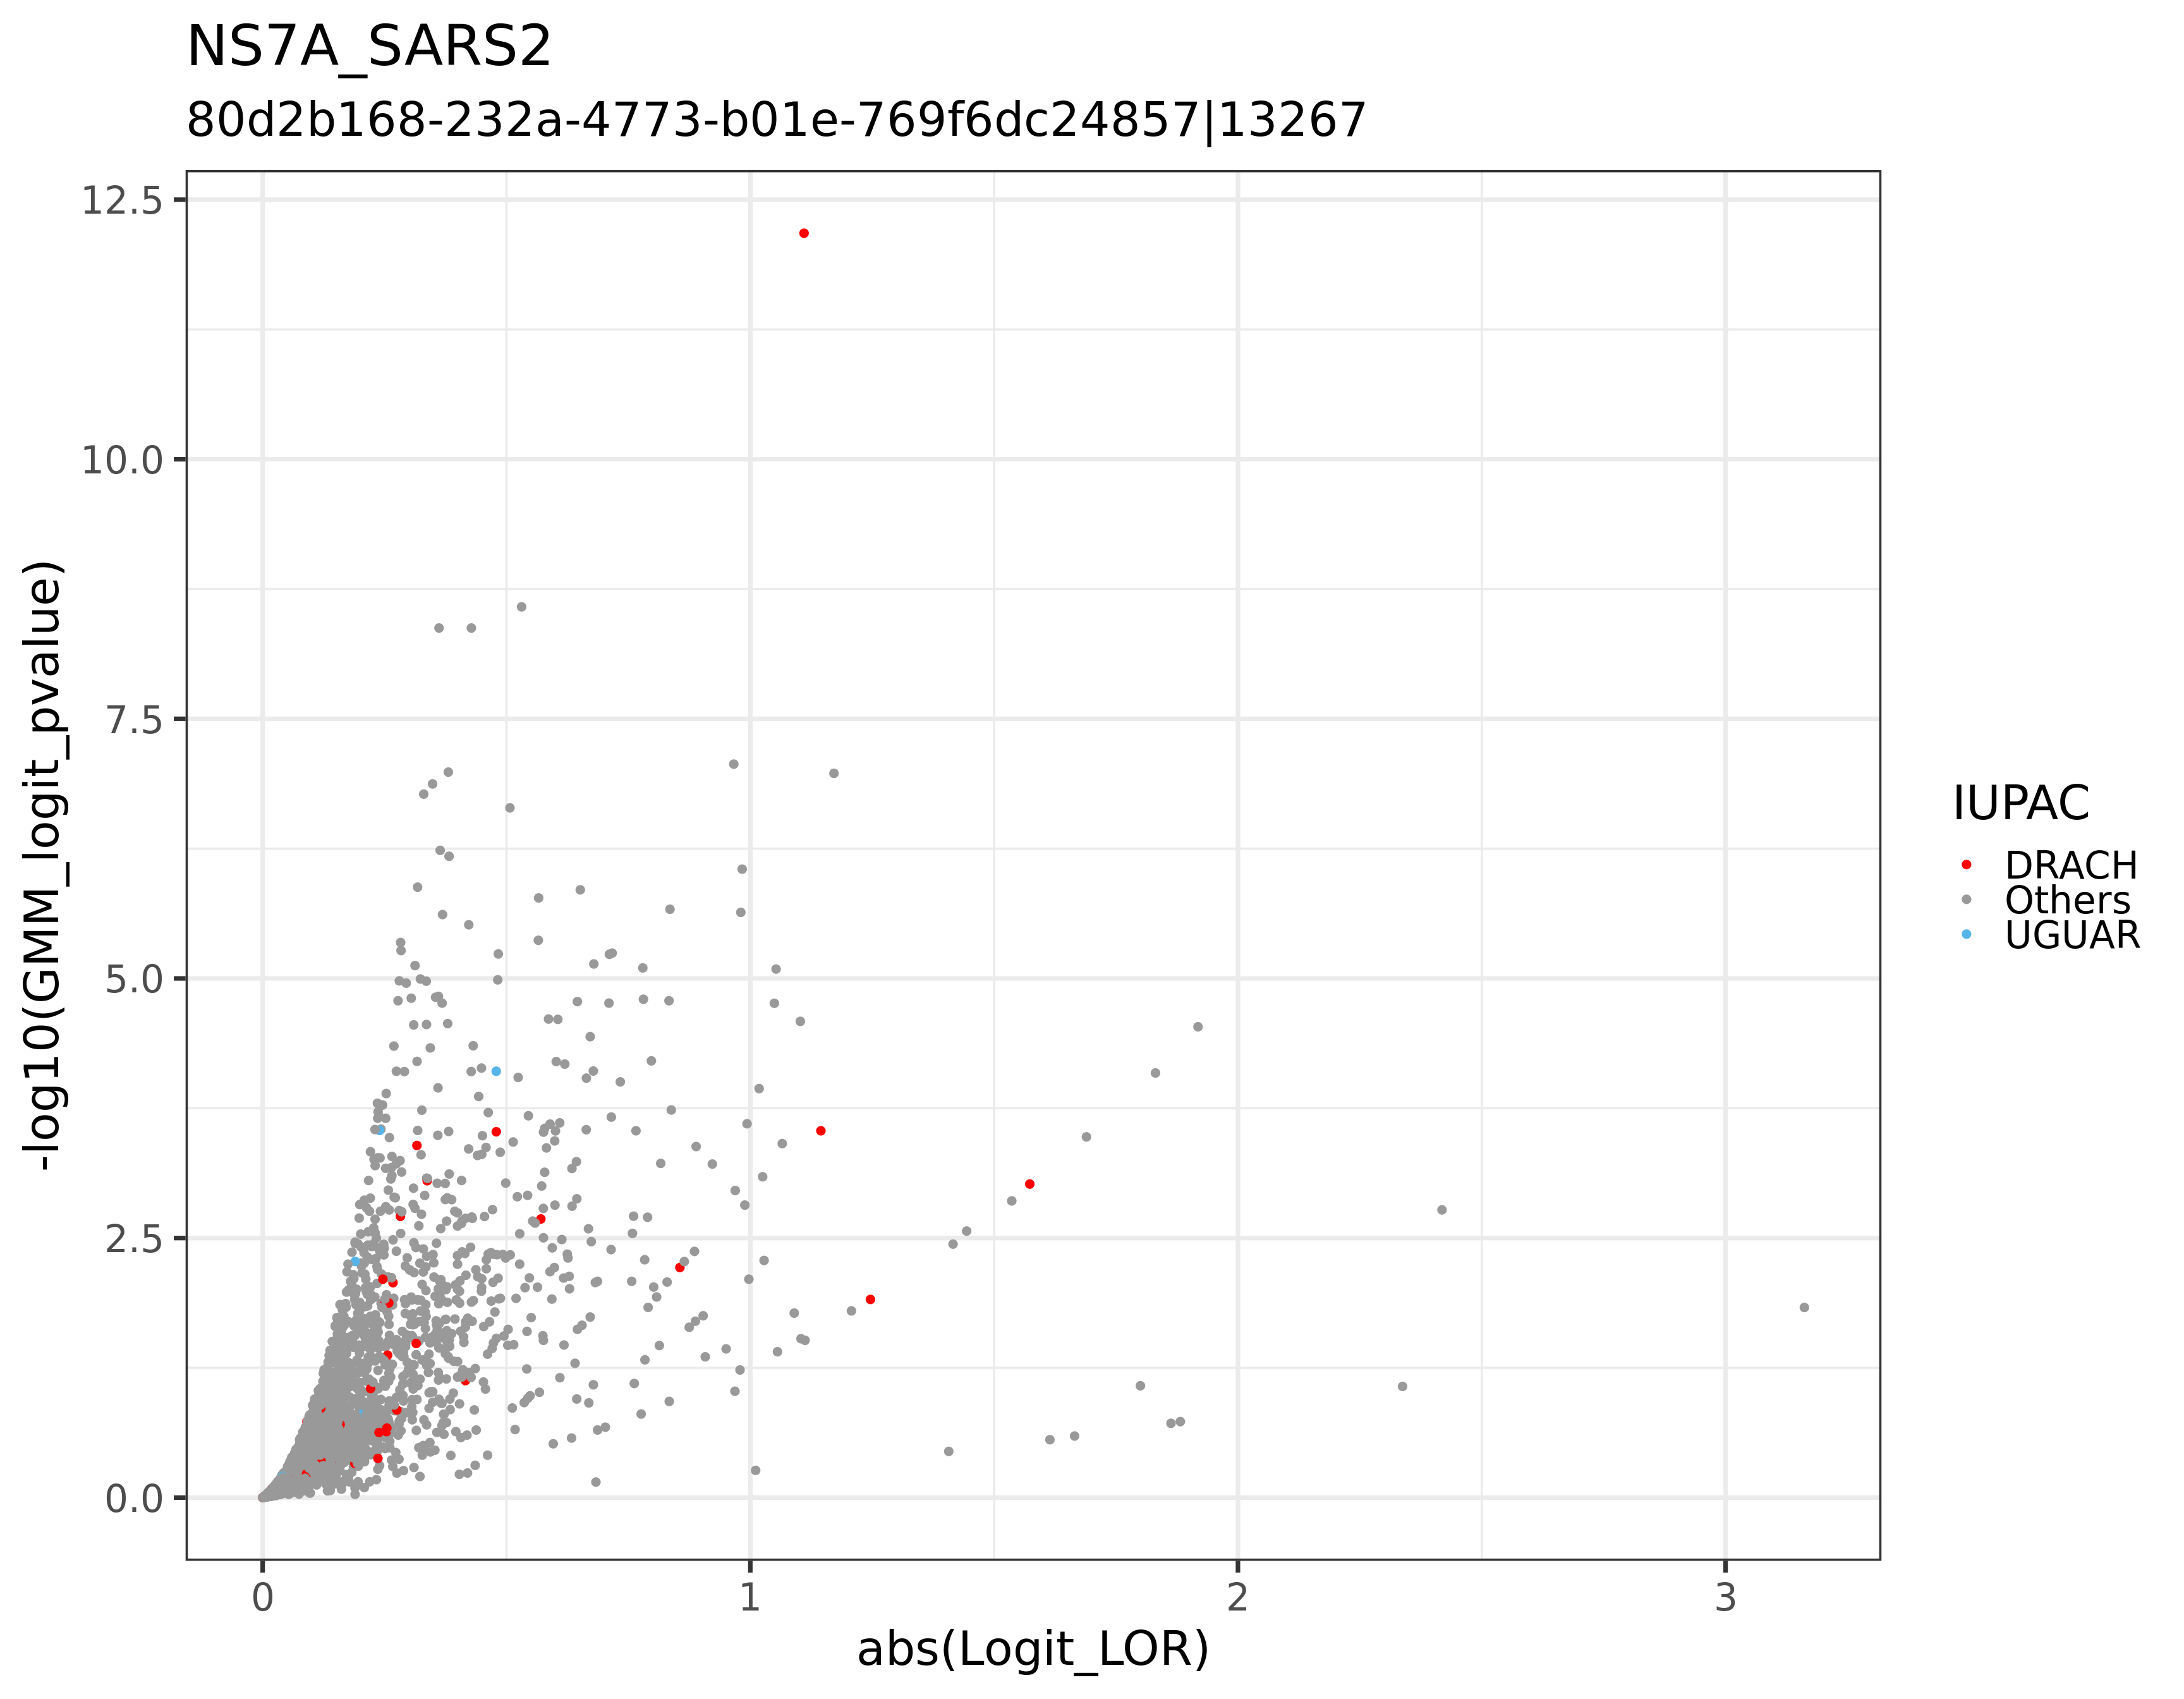 NS7A_SARS2
80d2b168-232a-4773-b01e-769f6dc24857|13267
12.5
10.0
7.5
5.0
2.5
0.0
-log10(GMM_logit_pvalue)
0 1 2 3
abs(Logit_LOR)
IUPAC
DRACH
Others
UGUAR